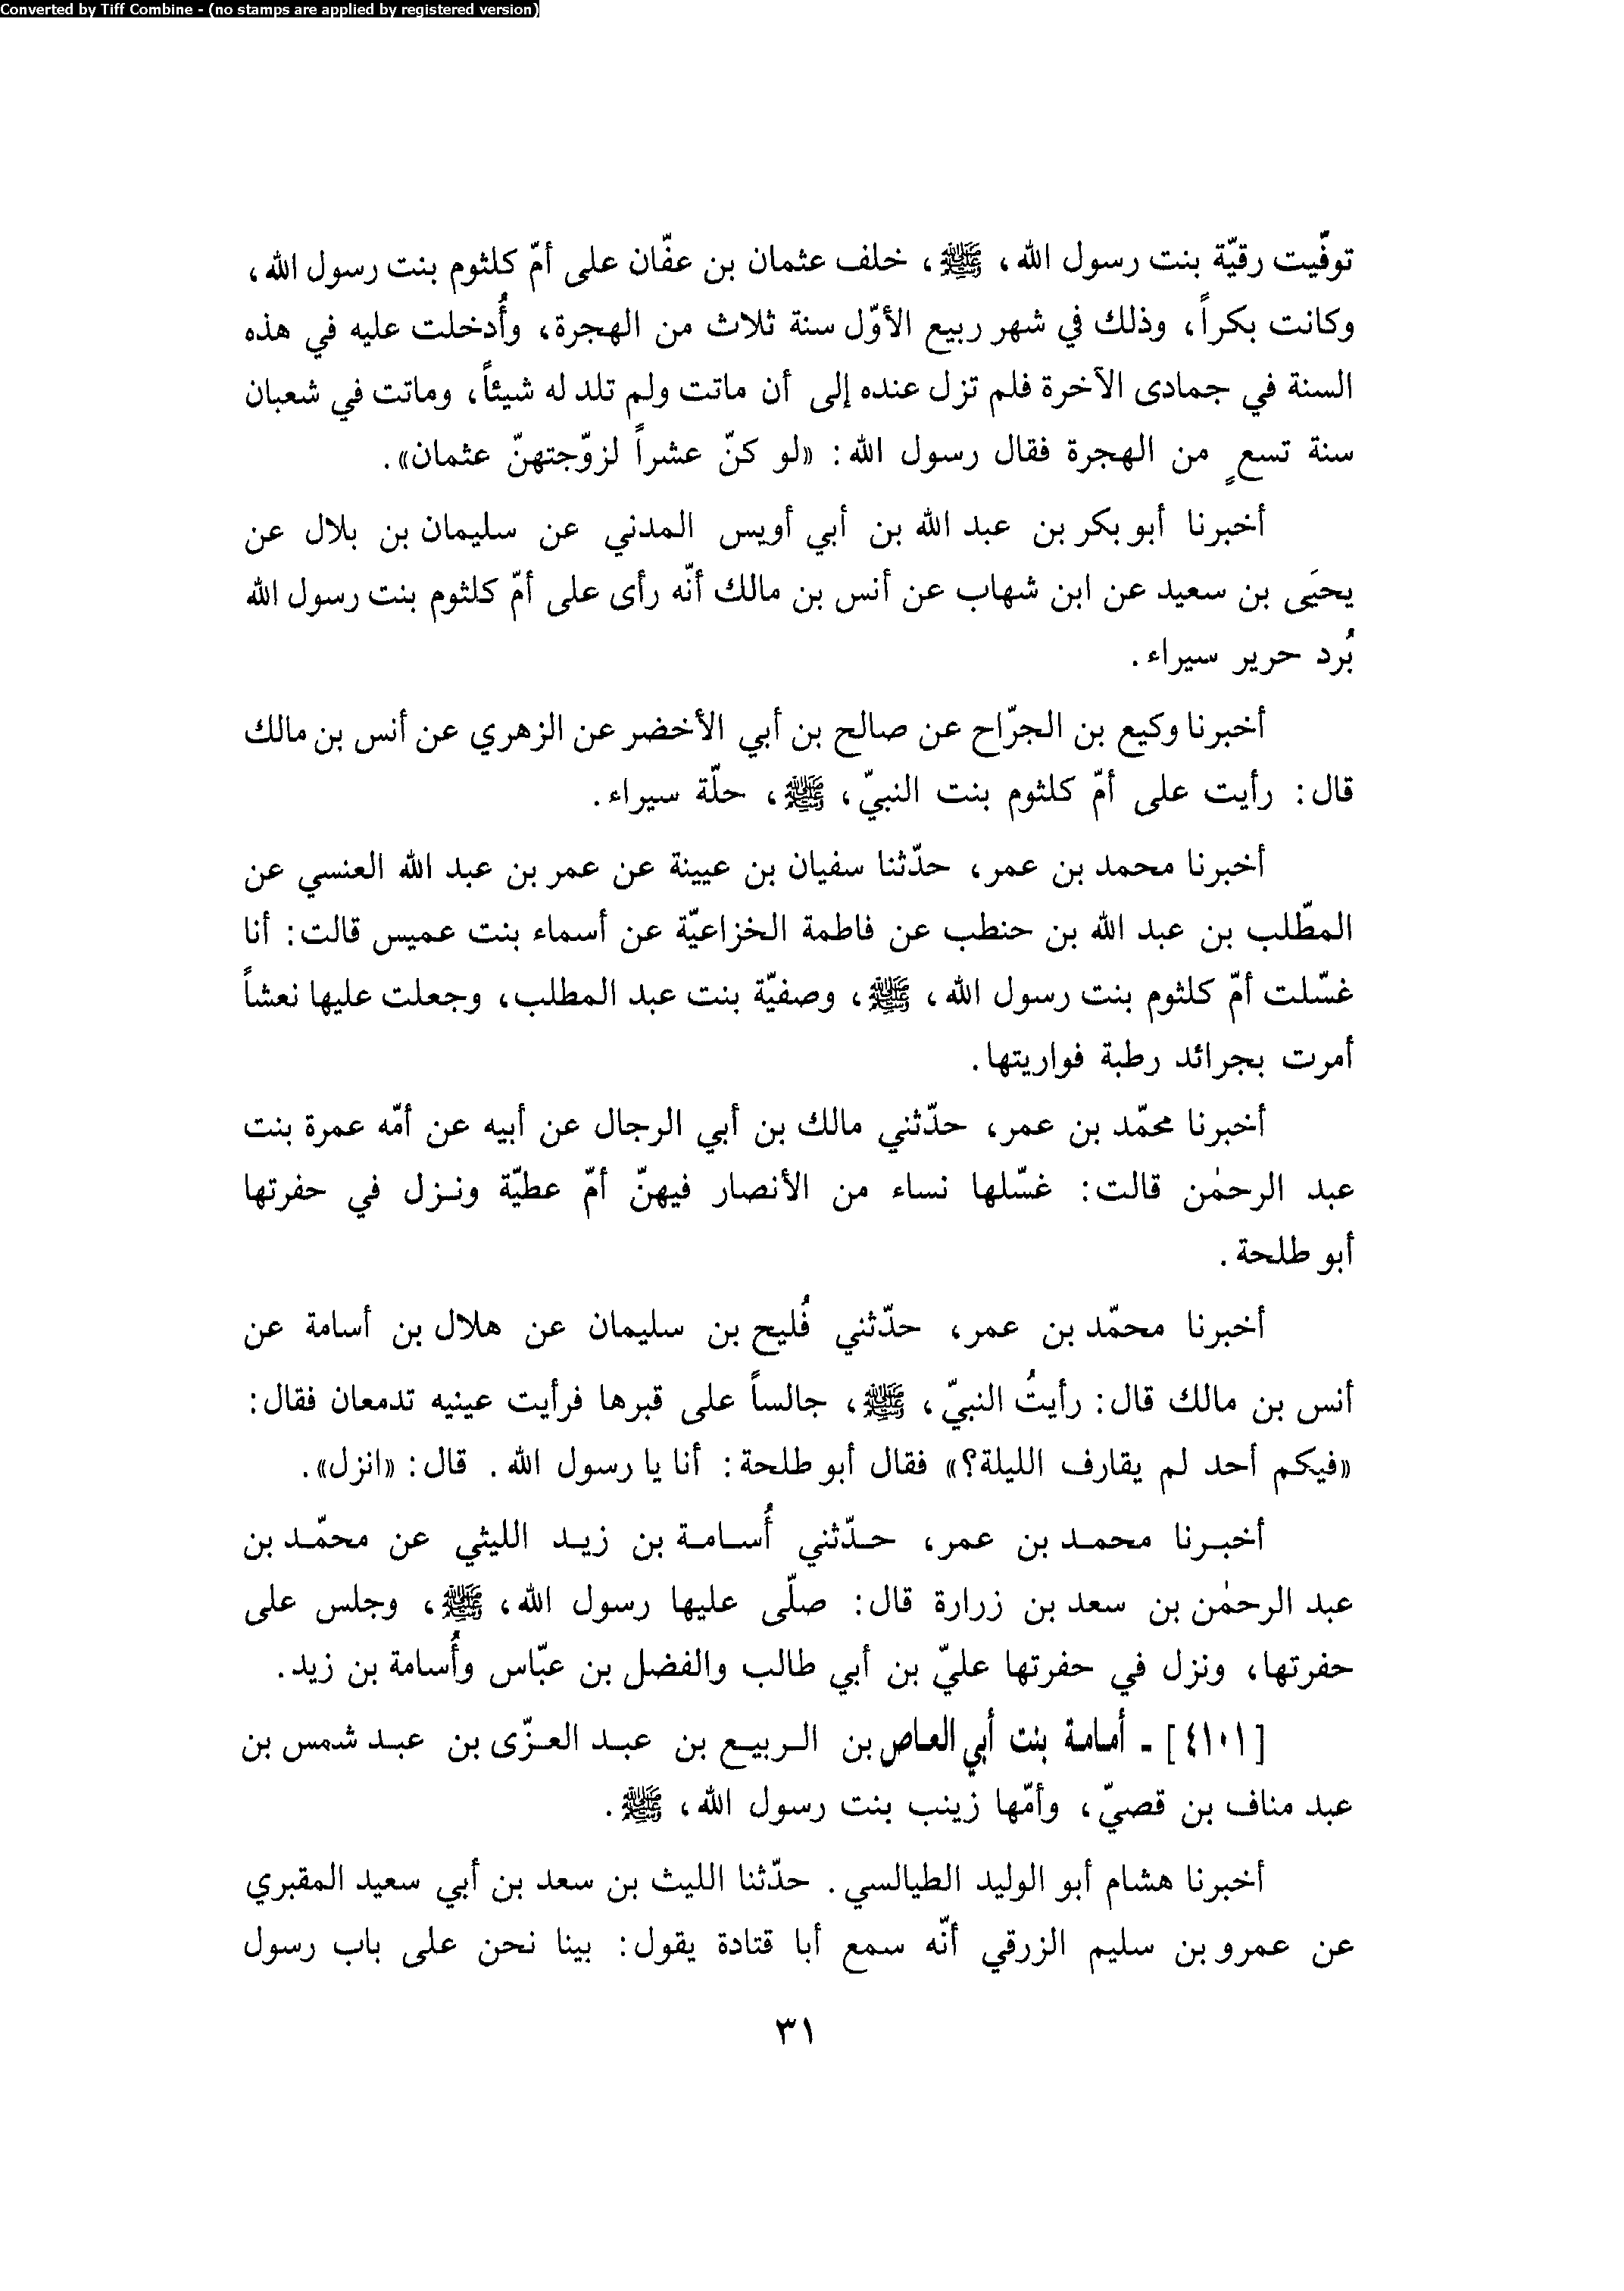 Converted by Tiff Combine - (no stamps are applied by registered version)
توفّيت رقيّة بنت رسول الله، ﷺ، خلف عثمان بن عفّان على أمّ كلثوم بنت رسول الله،
وكانت بكراً، وذلك في شهر ربيع الأوّل سنة ثلاث من الهجرة، وأُدخلت عليه في هذه
السنة في جمادى الآخرة فلم تزل عنده إلى أن ماتت ولم تلد له شيئاً، وماتت في شعبان
سنة تسعٍ من الهجرة فقال رسول الله: «لو كنّ عشراً لزوّجتهنّ عثمان».
أخبرنا أبو بكر بن عبد الله بن أبي أويس المدني عن سليمان بن بلال عن
يحيَى بن سعيد عن ابن شهاب عن أنس بن مالك أنّه رأى على أمّ كلثوم بنت رسول الله
بُرد حرير سيراء.
أخبرنا وكيع بن الجرّاح عن صالح بن أبي الأخضر عن الزهري عن أنس بن مالك
قال: رأيت على أمّ كلثوم بنت النبيّ، ﷺ، حلّة سيراء.
أخبرنا محمد بن عمر، حدّثنا سفيان بن عيينة عن عمر بن عبد الله العنسي عن
المطّلب بن عبد الله بن حنطب عن فاطمة الخزاعيّة عن أسماء بنت عميس قالت: أنا
غسّلت أمّ كلثوم بنت رسول الله، ﷺ، وصفيّة بنت عبد المطلب، وجعلت عليها نعشاً
أمرت بجرائد رطبة فواريتها.
أخبرنا محمّد بن عمر، حدّثني مالك بن أبي الرجال عن أبيه عن أمّه عمرة بنت
عبد الرحمٰن قالت: غسّلها نساء من الأنصار فيهنّ أمّ عطيّة ونزل في حفرتها
أبو طلحة.
أخبرنا محمّد بن عمر، حدّثني فُليح بن سليمان عن هلال بن أسامة عن
أنس بن مالك قال: رأيتُ النبيّ، ﷺ، جالساً على قبرها فرأيت عينيه تدمعان فقال:
«فيكم أحد لم يقارف الليلة؟» فقال أبو طلحة: أنا يا رسول الله. قال: «انزل».
أخبرنا محمد بن عمر، حدّثني أُسامة بن زيد الليثي عن محمّد بن
عبد الرحمٰن بن سعد بن زرارة قال: صلّى عليها رسول الله، ﷺ، وجلس على
حفرتها، ونزل في حفرتها عليّ بن أبي طالب والفضل بن عبّاس وأُسامة بن زيد.
[٤١٠١] - أمامة بنت أبي العاص بن الربيع بن عبد العزّى بن عبد شمس بن
عبد مناف بن قصيّ، وأمّها زينب بنت رسول الله، ﷺ.
أخبرنا هشام أبو الوليد الطيالسي. حدّثنا الليث بن سعد بن أبي سعيد المقبري
عن عمرو بن سليم الزرقي أنّه سمع أبا قتادة يقول: بينا نحن على باب رسول
٣١